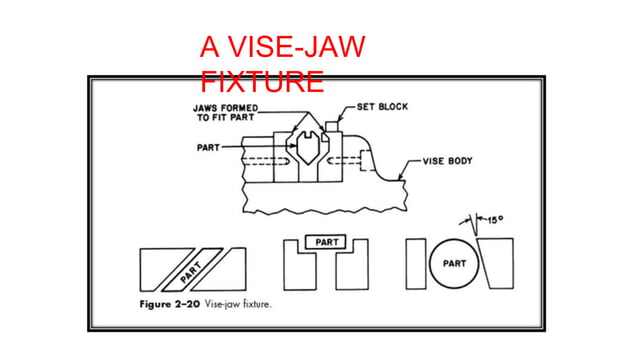 A VISE-JAW
FIXTURE
JAWS FORMED
TO FIT PART
SET BLOCK
PART
VISE BODY
15°
PART
PART
PART
Figure 2-20 Vise-jaw fixture.